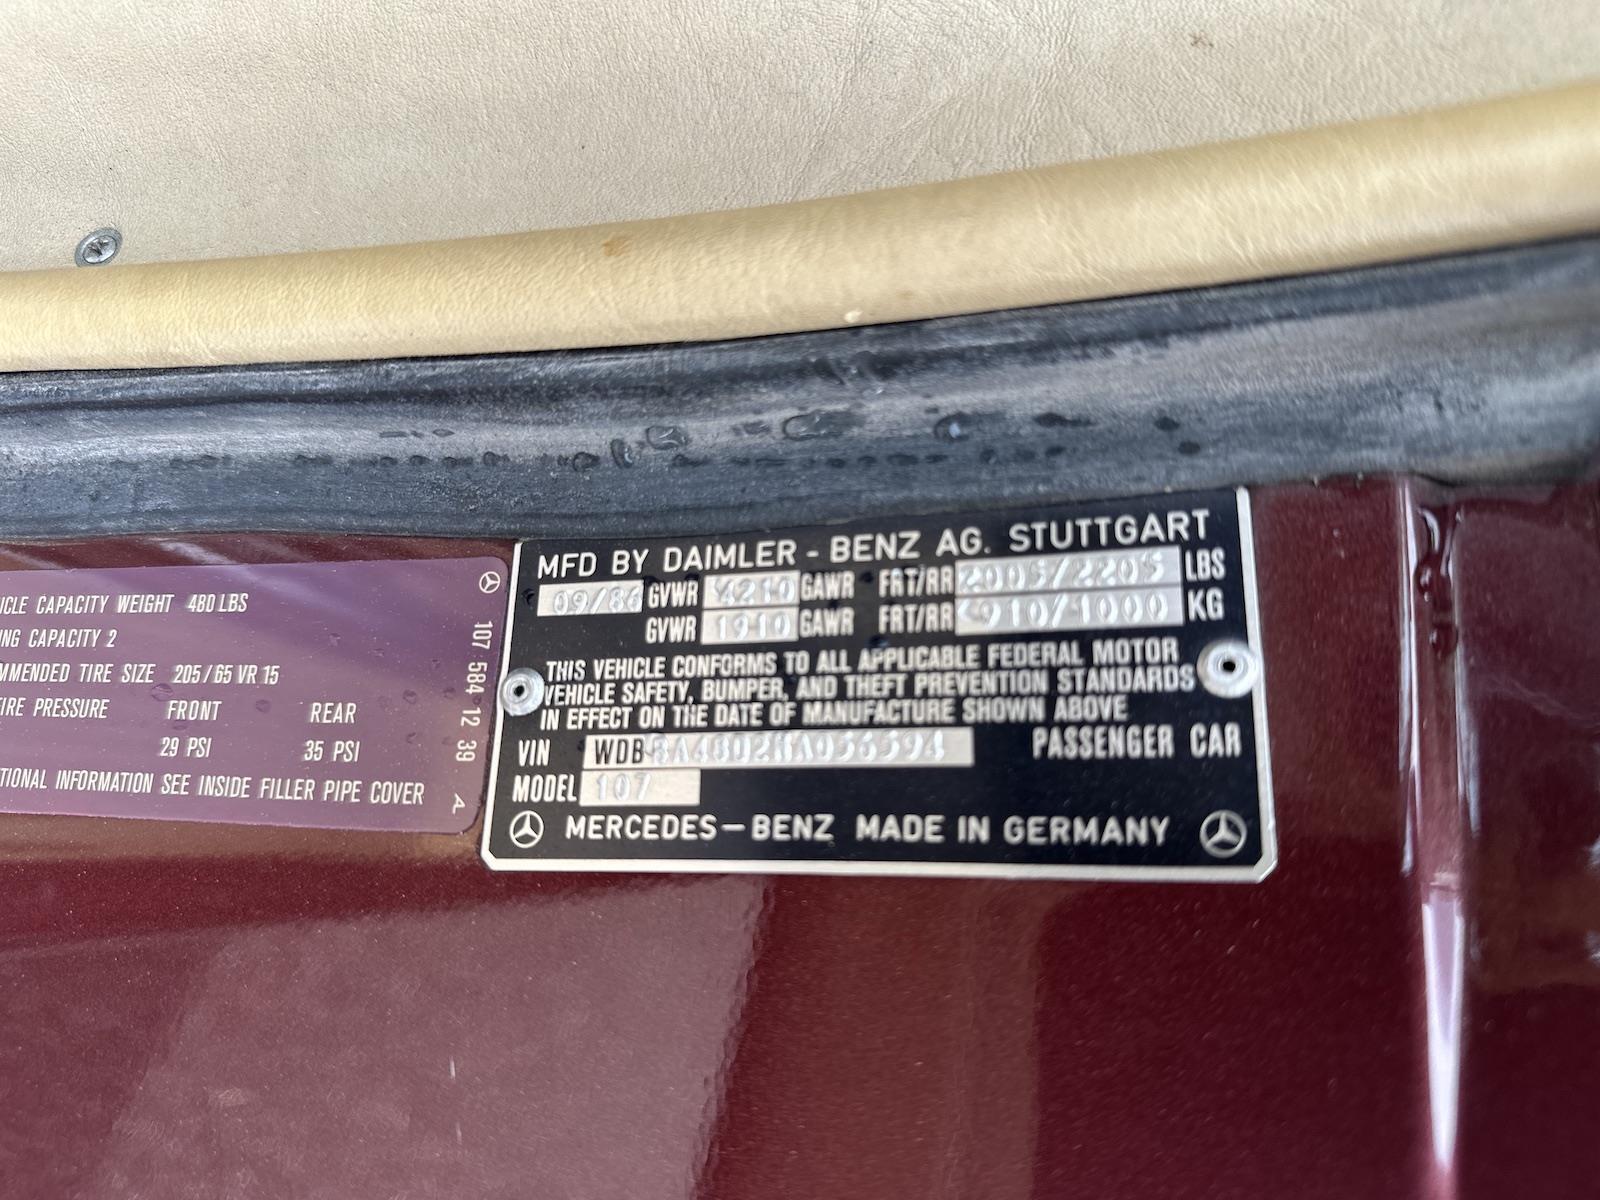 ICLE CAPACITY WEIGHT 480 LBS
ING CAPACITY 2
MMENDED TIRE SIZE 205/65 VR 15
IRE PRESSURE FRONT REAR
29 PSI 35 PSI
TIONAL INFORMATION SEE INSIDE FILLER PIPE COVER
107 584 12 39 A
MFD BY DAIMLER - BENZ AG. STUTTGART
09/86 GVWR 4210 GAWR FRT/RR 2005/2205 LBS
GVWR 1910 GAWR FRT/RR 910/1000 KG
THIS VEHICLE CONFORMS TO ALL APPLICABLE FEDERAL MOTOR
VEHICLE SAFETY, BUMPER, AND THEFT PREVENTION STANDARDS
IN EFFECT ON THE DATE OF MANUFACTURE SHOWN ABOVE
VIN PASSENGER CAR
MODEL 107
MERCEDES-BENZ MADE IN GERMANY